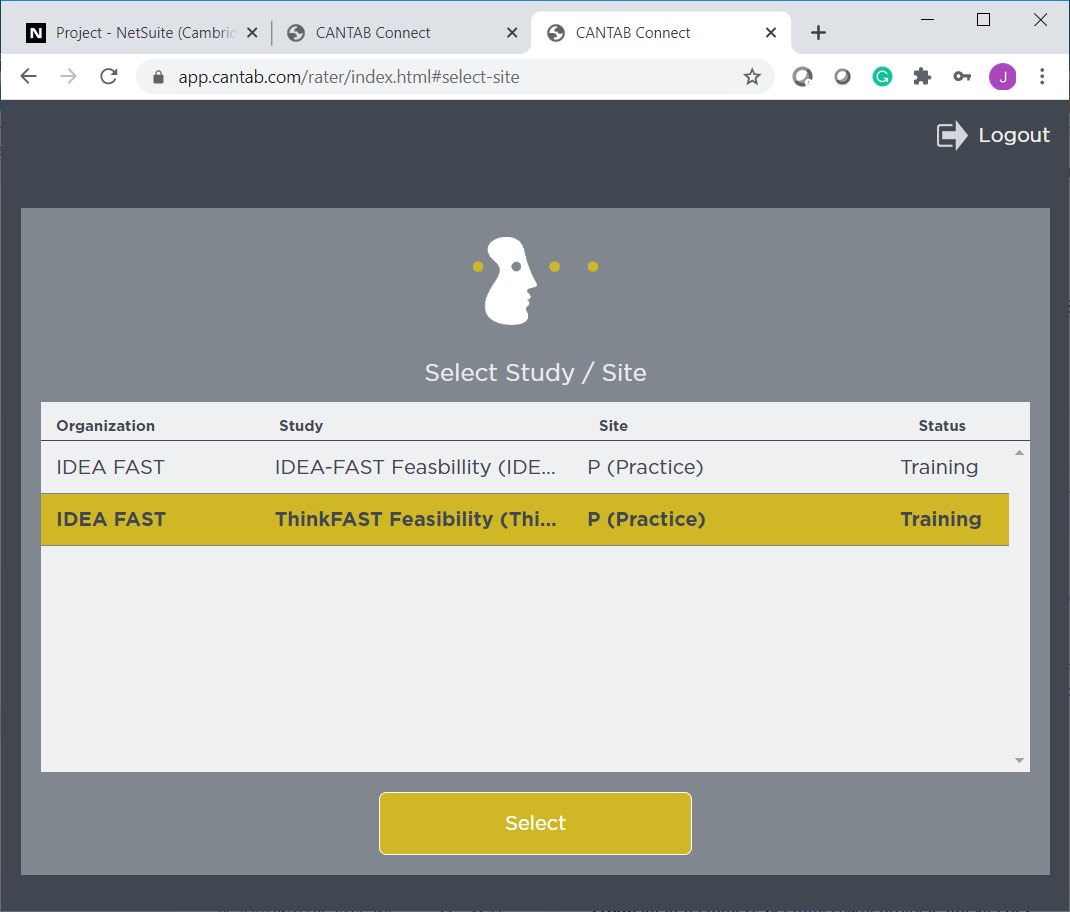 N Project - NetSuite (Cambric CANTAB Connect CANTAB Connect
app.cantab.com/rater/index.html#select-site G J
Logout
Select Study / Site
Organization Study Site Status
IDEA FAST IDEA-FAST Feasbillity (IDE... P (Practice) Training
IDEA FAST ThinkFAST Feasibility (Thi... P (Practice) Training
Select